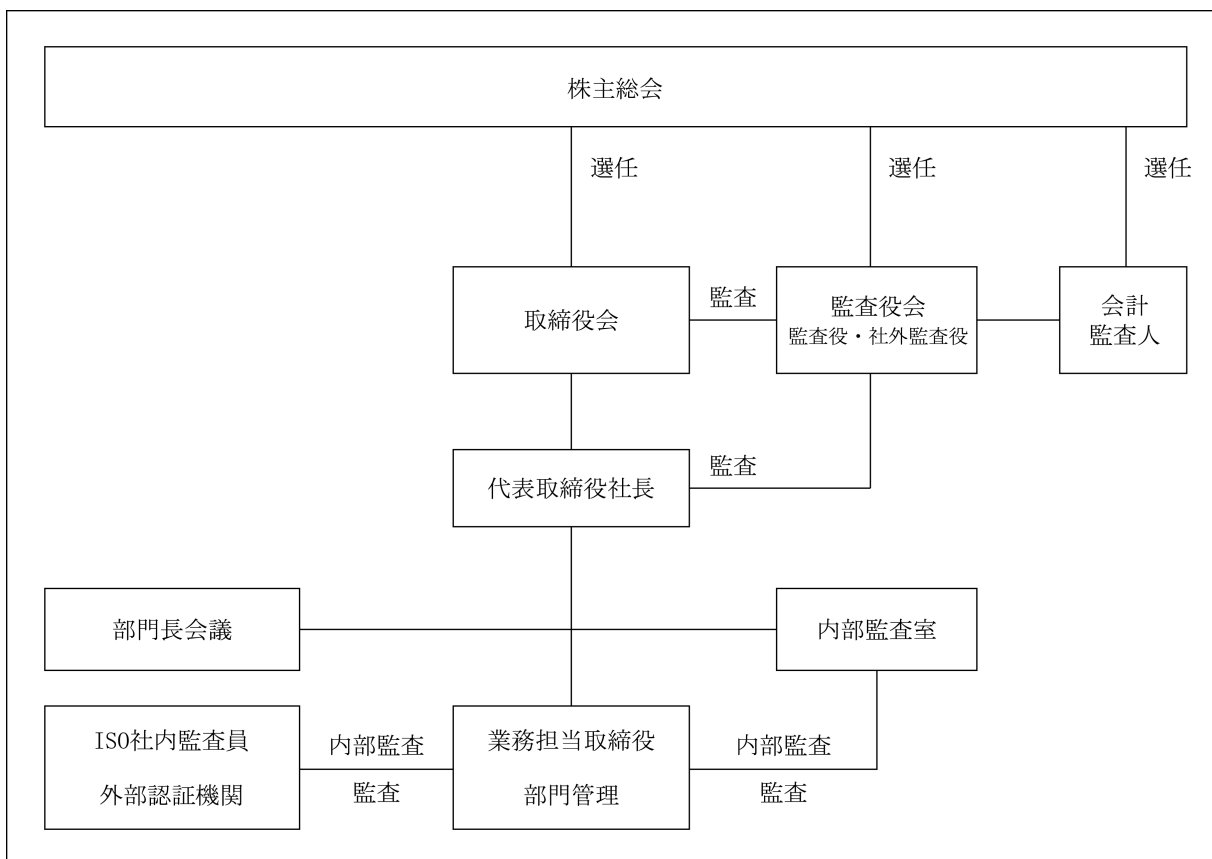 株主総会
選任
選任
選任
取締役会
監査
監査役会
監査役・社外監査役
会計
監査人
代表取締役社長
監査
部門長会議
内部監査室
ISO社内監査員
外部認証機関
内部監査
監査
業務担当取締役
部門管理
内部監査
監査